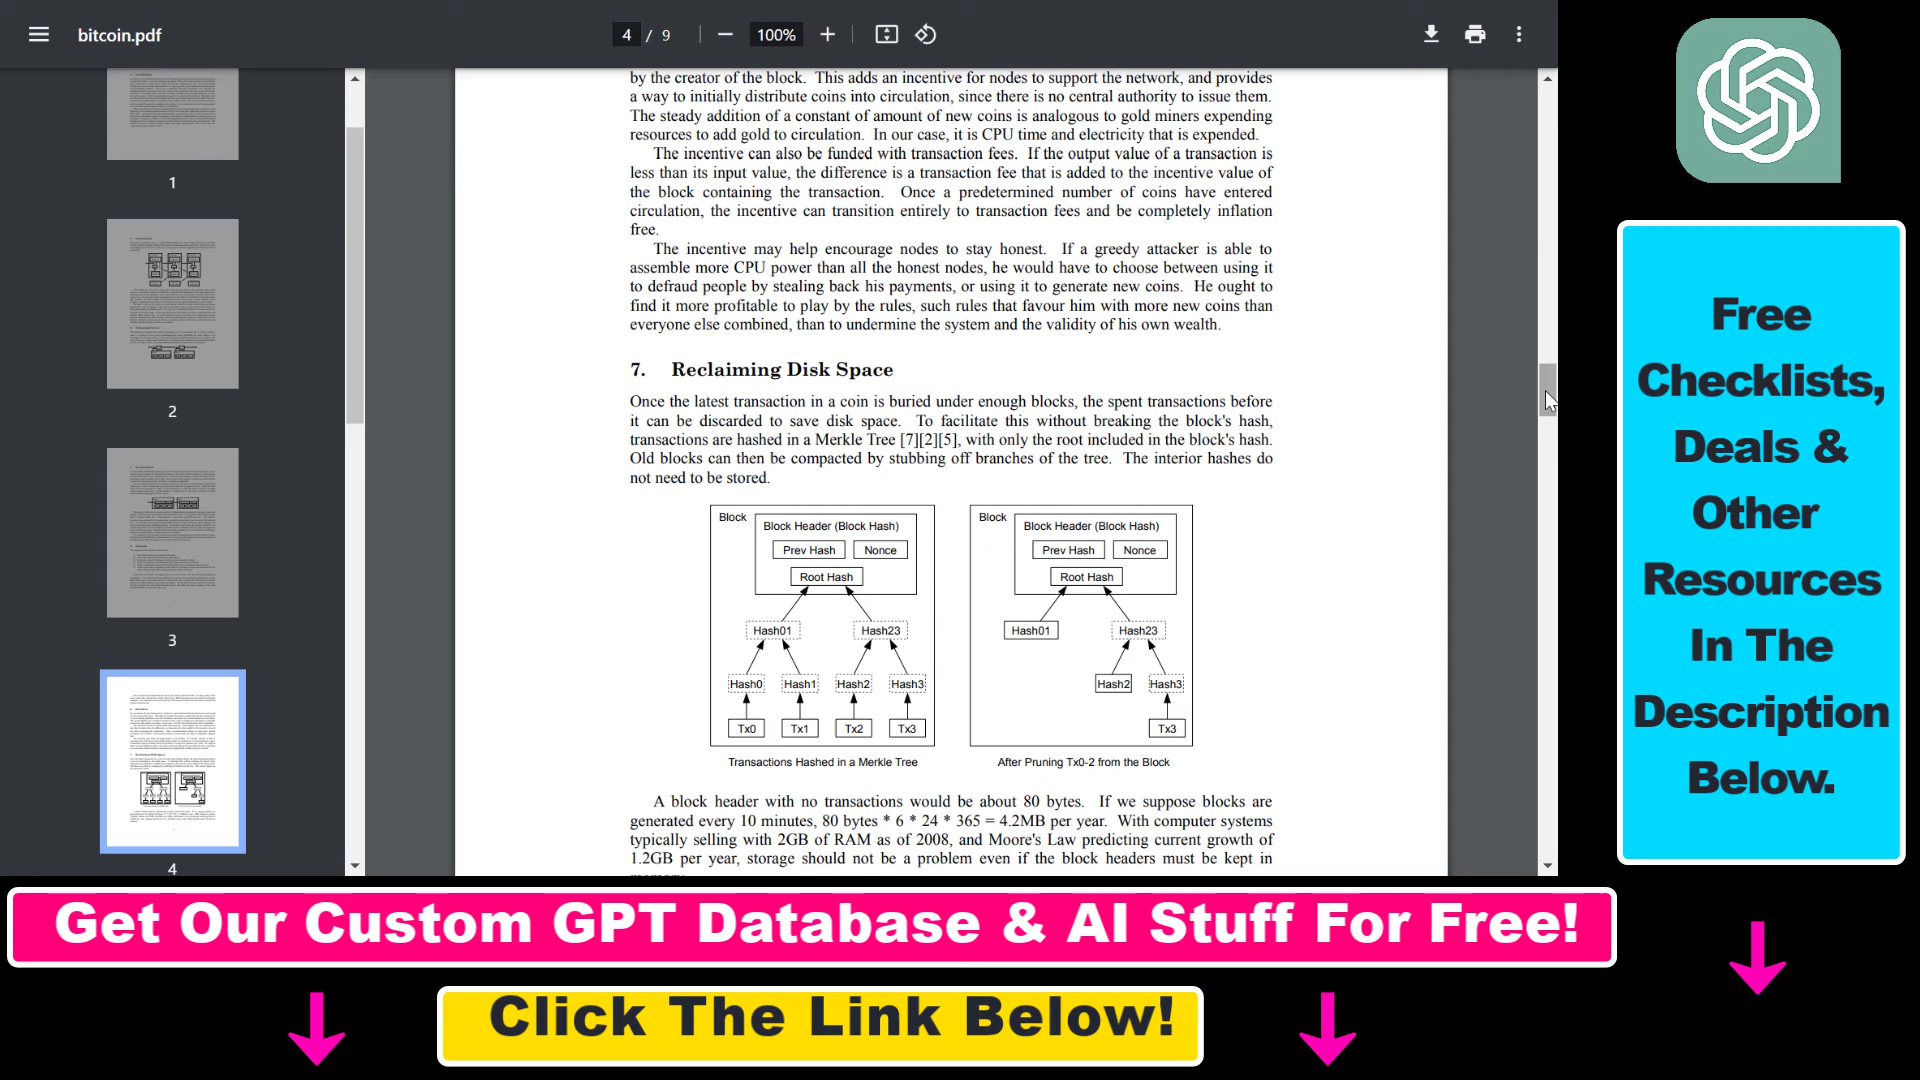 bitcoin.pdf
4 / 9
100%
1
2
3
4
by the creator of the block. This adds an incentive for nodes to support the network, and provides
a way to initially distribute coins into circulation, since there is no central authority to issue them.
The steady addition of a constant of amount of new coins is analogous to gold miners expending
resources to add gold to circulation. In our case, it is CPU time and electricity that is expended.
The incentive can also be funded with transaction fees. If the output value of a transaction is
less than its input value, the difference is a transaction fee that is added to the incentive value of
the block containing the transaction. Once a predetermined number of coins have entered
circulation, the incentive can transition entirely to transaction fees and be completely inflation
free.
The incentive may help encourage nodes to stay honest. If a greedy attacker is able to
assemble more CPU power than all the honest nodes, he would have to choose between using it
to defraud people by stealing back his payments, or using it to generate new coins. He ought to
find it more profitable to play by the rules, such rules that favour him with more new coins than
everyone else combined, than to undermine the system and the validity of his own wealth.
7. Reclaiming Disk Space
Once the latest transaction in a coin is buried under enough blocks, the spent transactions before
it can be discarded to save disk space. To facilitate this without breaking the block's hash,
transactions are hashed in a Merkle Tree [7][2][5], with only the root included in the block's hash.
Old blocks can then be compacted by stubbing off branches of the tree. The interior hashes do
not need to be stored.
Block
Block Header (Block Hash)
Prev Hash Nonce
Root Hash
Hash01 Hash23
Hash0 Hash1 Hash2 Hash3
Tx0 Tx1 Tx2 Tx3
Transactions Hashed in a Merkle Tree
Block
Block Header (Block Hash)
Prev Hash Nonce
Root Hash
Hash01 Hash23
Hash2 Hash3
Tx3
After Pruning Tx0-2 from the Block
A block header with no transactions would be about 80 bytes. If we suppose blocks are
generated every 10 minutes, 80 bytes * 6 * 24 * 365 = 4.2MB per year. With computer systems
typically selling with 2GB of RAM as of 2008, and Moore's Law predicting current growth of
1.2GB per year, storage should not be a problem even if the block headers must be kept in
Free
Checklists,
Deals &
Other
Resources
In The
Description
Below.
Get Our Custom GPT Database & AI Stuff For Free!
Click The Link Below!